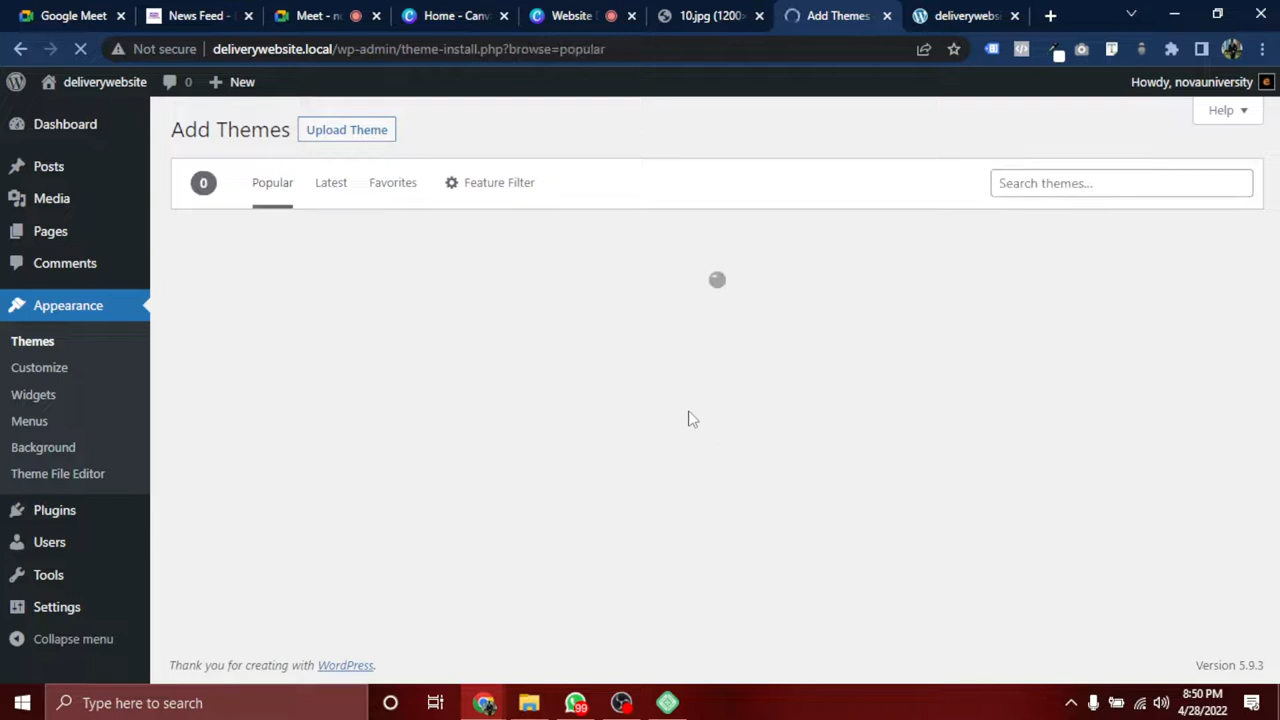 Google Meet
News Feed -
Meet - n
Home - Canv
Website
10.jpg (1200×
Add Themes
deliverywebsi
Not secure
deliverywebsite.local/wp-admin/theme-install.php?browse=popular
deliverywebsite
0
New
Howdy, novauniversity
Dashboard
Posts
Media
Pages
Comments
Appearance
Themes
Customize
Widgets
Menus
Background
Theme File Editor
Plugins
Users
Tools
Settings
Collapse menu
Help
Add Themes
Upload Theme
0
Popular
Latest
Favorites
Feature Filter
Search themes...
Thank you for creating with WordPress.
Version 5.9.3
Type here to search
99
8:50 PM
4/28/2022